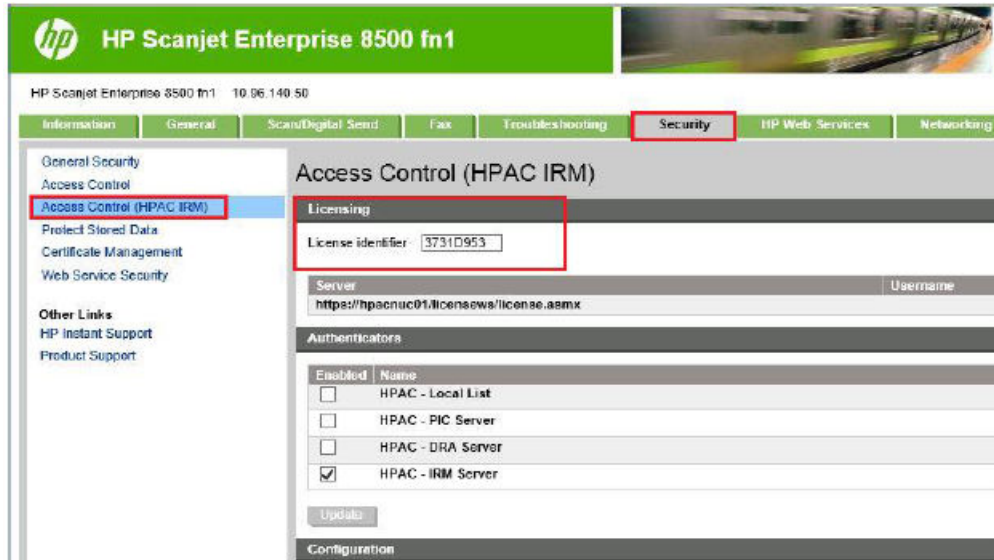 hp HP Scanjet Enterprise 8500 fn1
HP Scanjet Enterprise 8500 fn1 10.96.140.50
Information General Scan/Digital Send Fax Troubleshooting Security HP Web Services Networking
General Security
Access Control
Access Control (HPAC IRM)
Protect Stored Data
Certificate Management
Web Service Security
Other Links
HP Instant Support
Product Support
Access Control (HPAC IRM)
Licensing
License identifier 3731D953
Server Username
https://hpacnuc01/licensews/license.asmx
Authenticators
Enabled Name
HPAC - Local List
HPAC - PIC Server
HPAC - DRA Server
HPAC - IRM Server
Update
Configuration